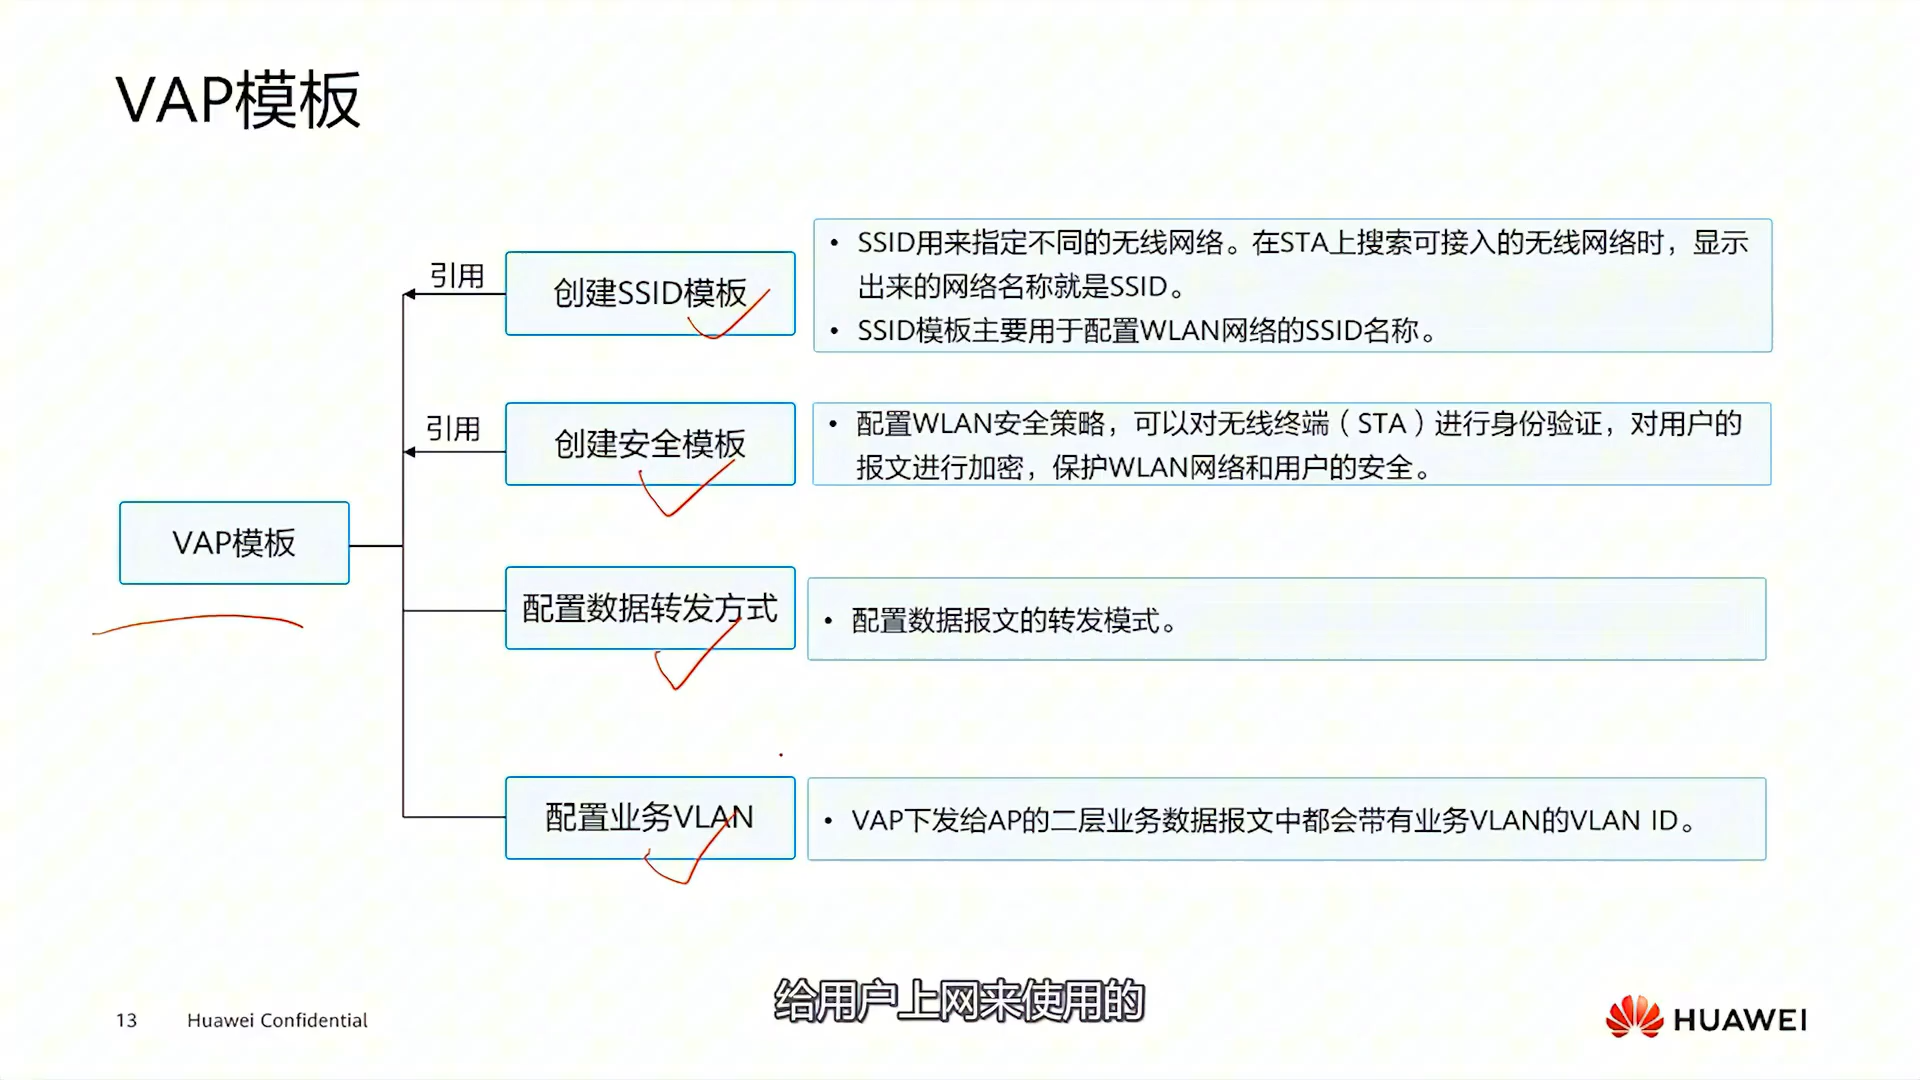 VAP模板
引用
创建SSID模板
• SSID用来指定不同的无线网络。在STA上搜索可接入的无线网络时，显示
出来的网络名称就是SSID。
• SSID模板主要用于配置WLAN网络的SSID名称。
引用
创建安全模板
• 配置WLAN安全策略，可以对无线终端（STA）进行身份验证，对用户的
报文进行加密，保护WLAN网络和用户的安全。
VAP模板
配置数据转发方式
• 配置数据报文的转发模式。
配置业务VLAN
• VAP下发给AP的二层业务数据报文中都会带有业务VLAN的VLAN ID。
给用户上网来使用的
13
Huawei Confidential
HUAWEI